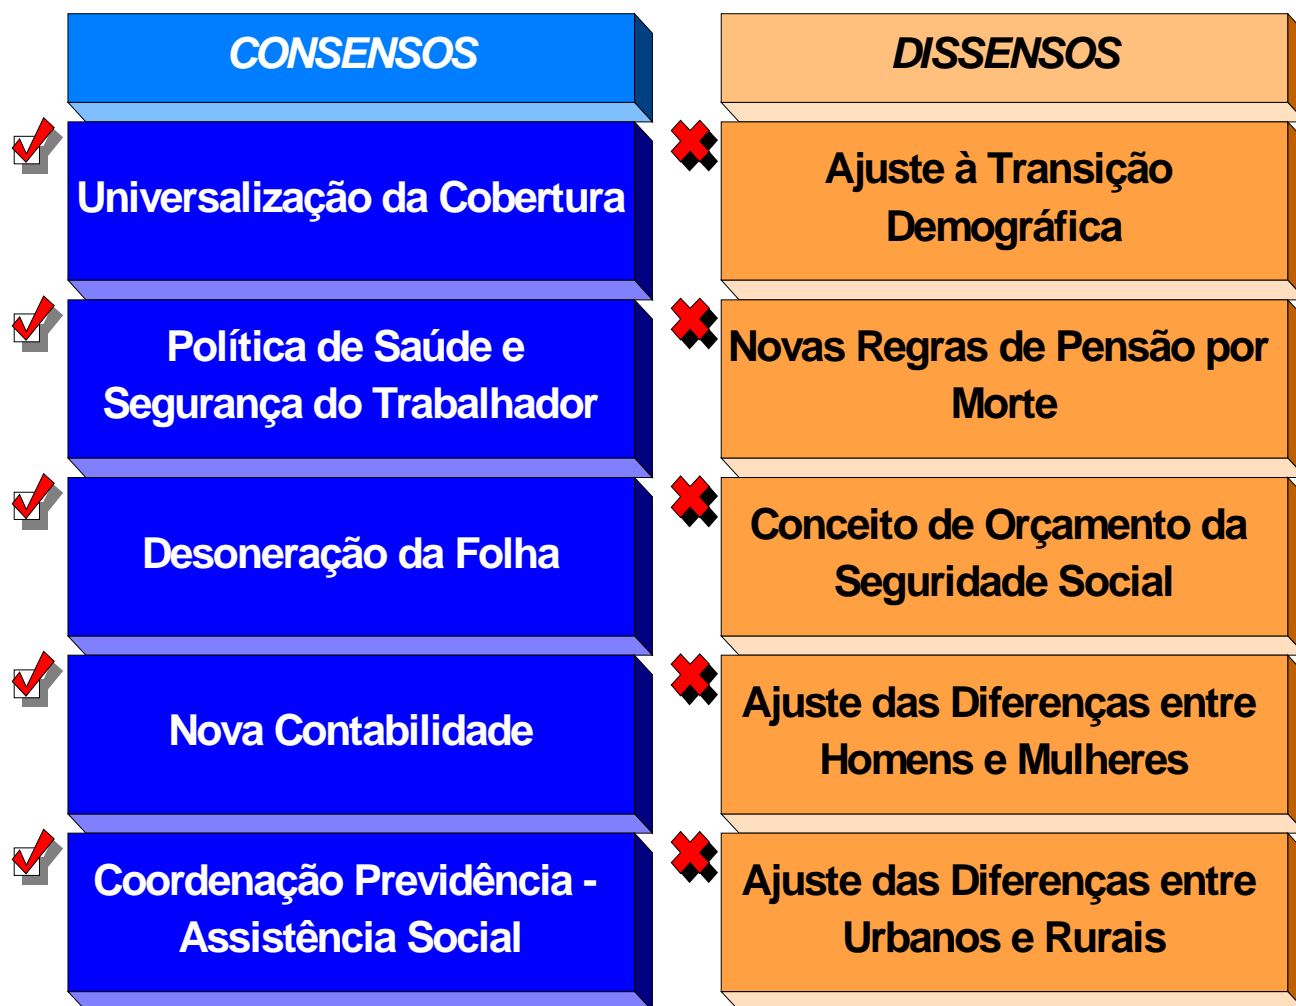 CONSENSOS
Universalização da Cobertura
Política de Saúde e
Segurança do Trabalhador
Desoneração da Folha
Nova Contabilidade
Coordenação Previdência -
Assistência Social
DISSENSOS
Ajuste à Transição
Demográfica
Novas Regras de Pensão por
Morte
Conceito de Orçamento da
Seguridade Social
Ajuste das Diferenças entre
Homens e Mulheres
Ajuste das Diferenças entre
Urbanos e Rurais